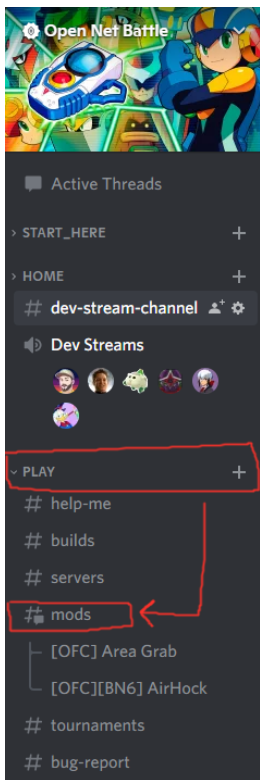 Open Net Battle
Active Threads
START_HERE
HOME
dev-stream-channel
Dev Streams
PLAY
help-me
builds
servers
mods
[OFC] Area Grab
[OFC][BN6] AirHock
tournaments
bug-report